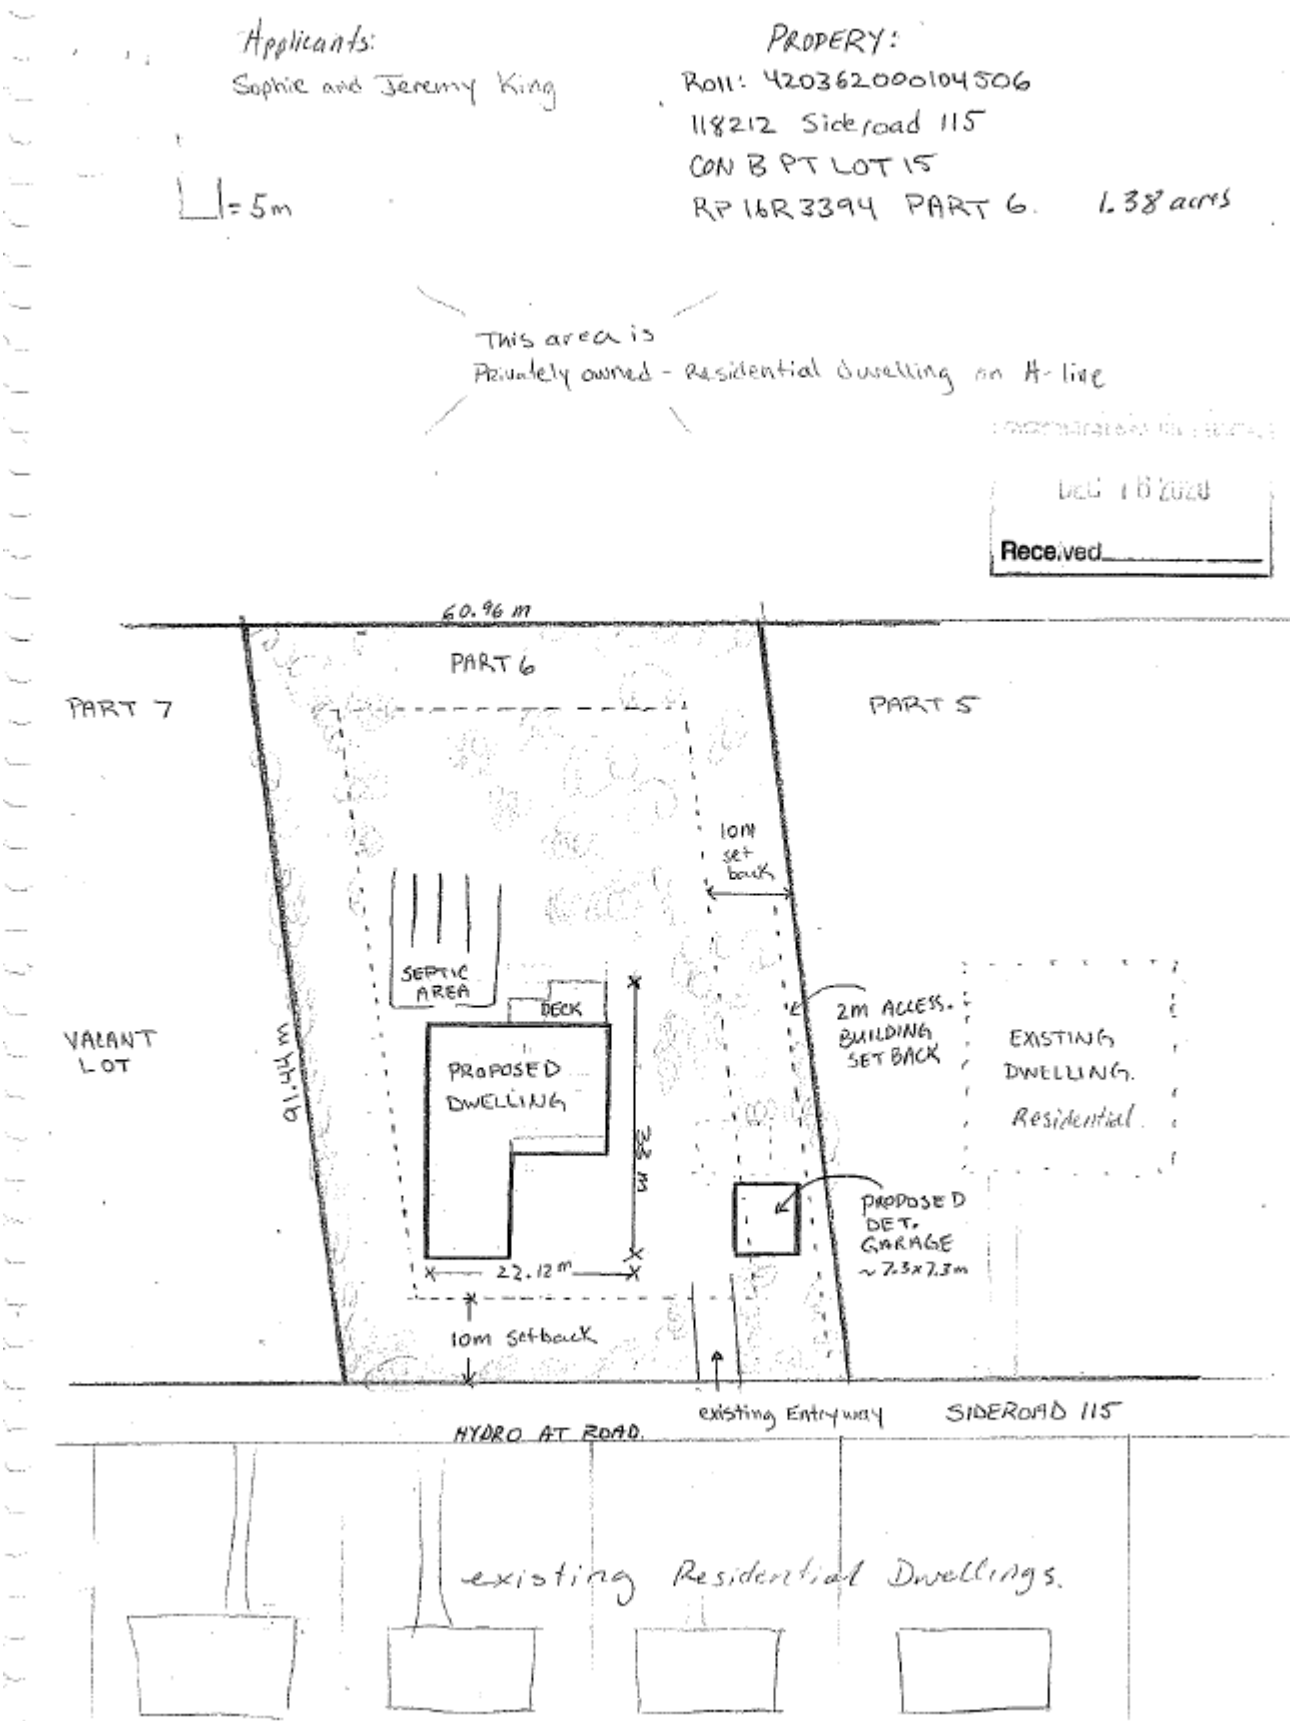 Applicants:
Sophie and Jeremy King
PROPERY:
Roll: 420362000104506
118212 Sideroad 115
CON B PT LOT 15
RP 16R3394 PART 6. 1.38 acres
= 5m
This area is
Privately owned - Residential dwelling on A-line
DEC 16 2020
Received
60.96 m
PART 6
PART 7
PART 5
10m
set
back
SEPTIC
AREA
DECK
2m ACCESS.
BUILDING
SET BACK
EXISTING
DWELLING.
Residential.
VACANT
LOT
91.44 m
PROPOSED
DWELLING
33 m
PROPOSED
DET.
GARAGE
~7.3x7.3m
22.12m
10m setback
existing Entryway
SIDEROAD 115
HYDRO AT ROAD.
existing Residential Dwellings.